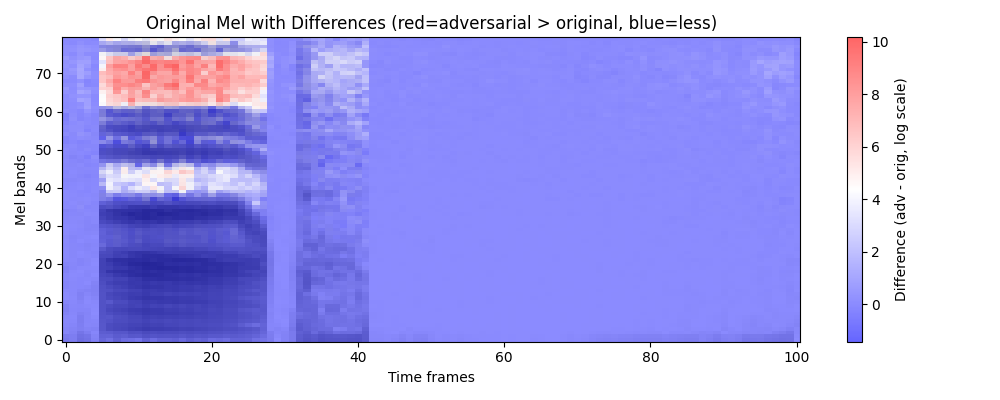 Original Mel with Differences (red=adversarial > original, blue=less)
Mel bands
70
60
50
40
30
20
10
0
0 20 40 60 80 100
Time frames
10
8
6
4
2
0
Difference (adv - orig, log scale)